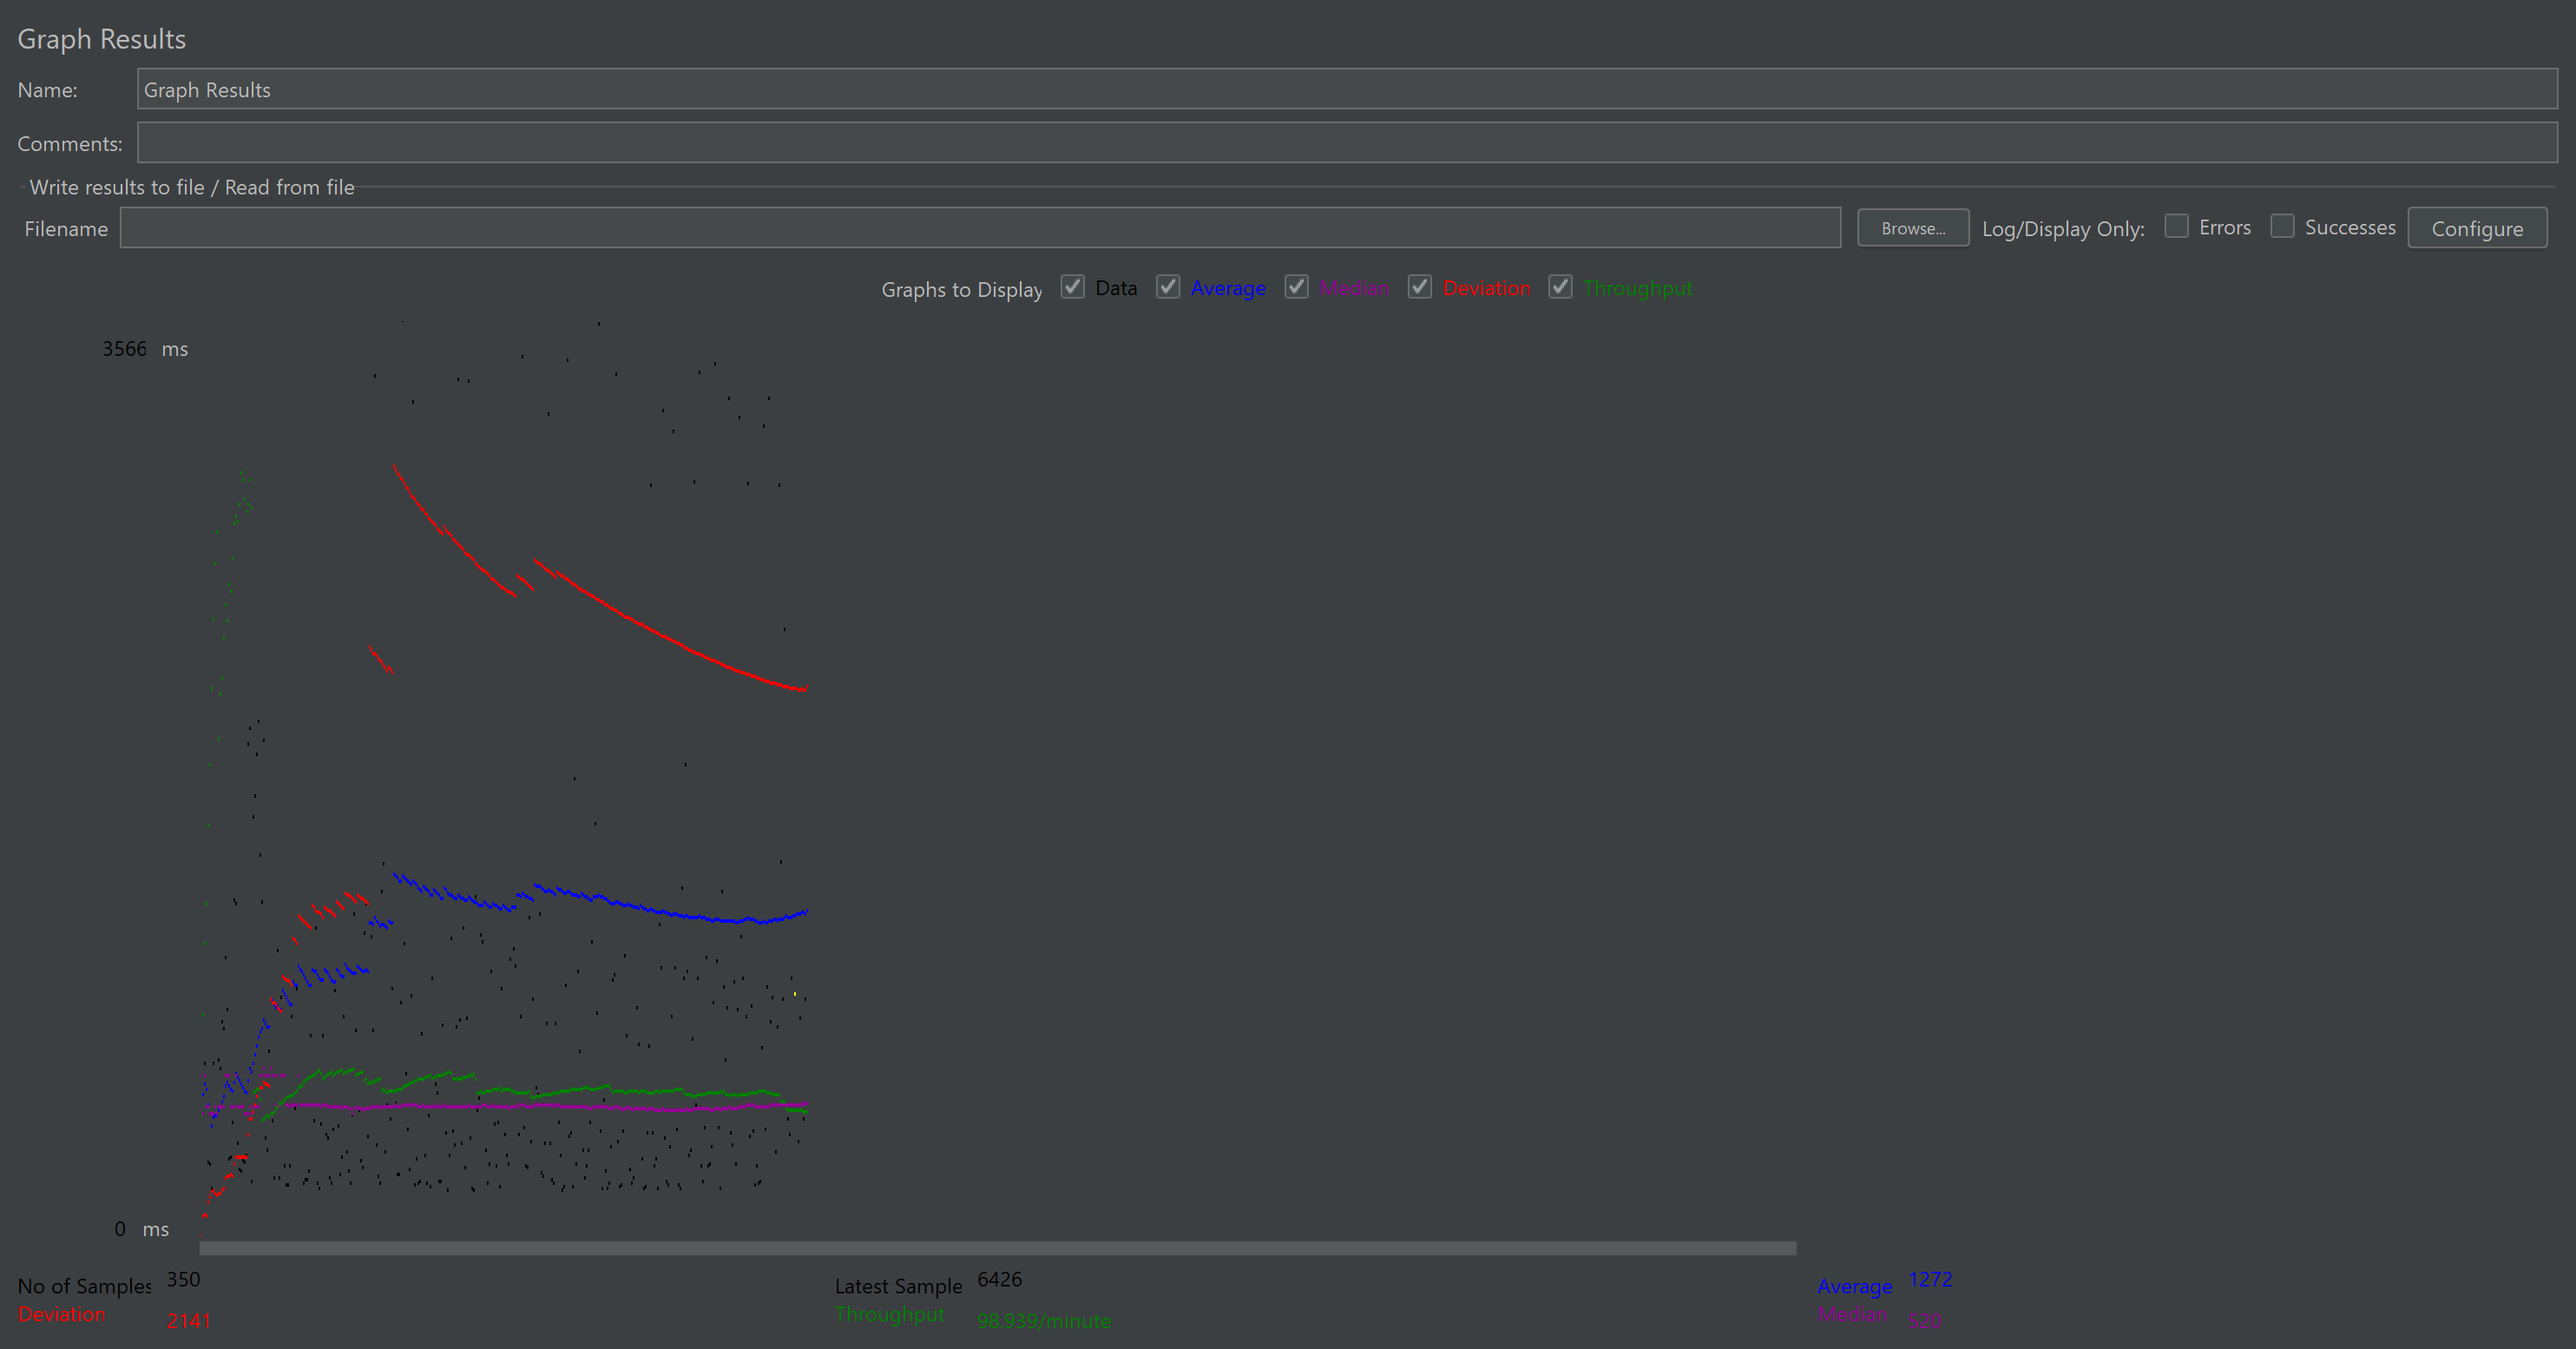 Graph Results
Name: Graph Results
Comments:
Write results to file / Read from file
Filename Browse... Log/Display Only: Errors Successes Configure
Graphs to Display Data Average Median Deviation Throughput
3566 ms
0 ms
No of Samples 350 Latest Sample 6426 Average 1272
Deviation 2141 Throughput 98.939/minute Median 520